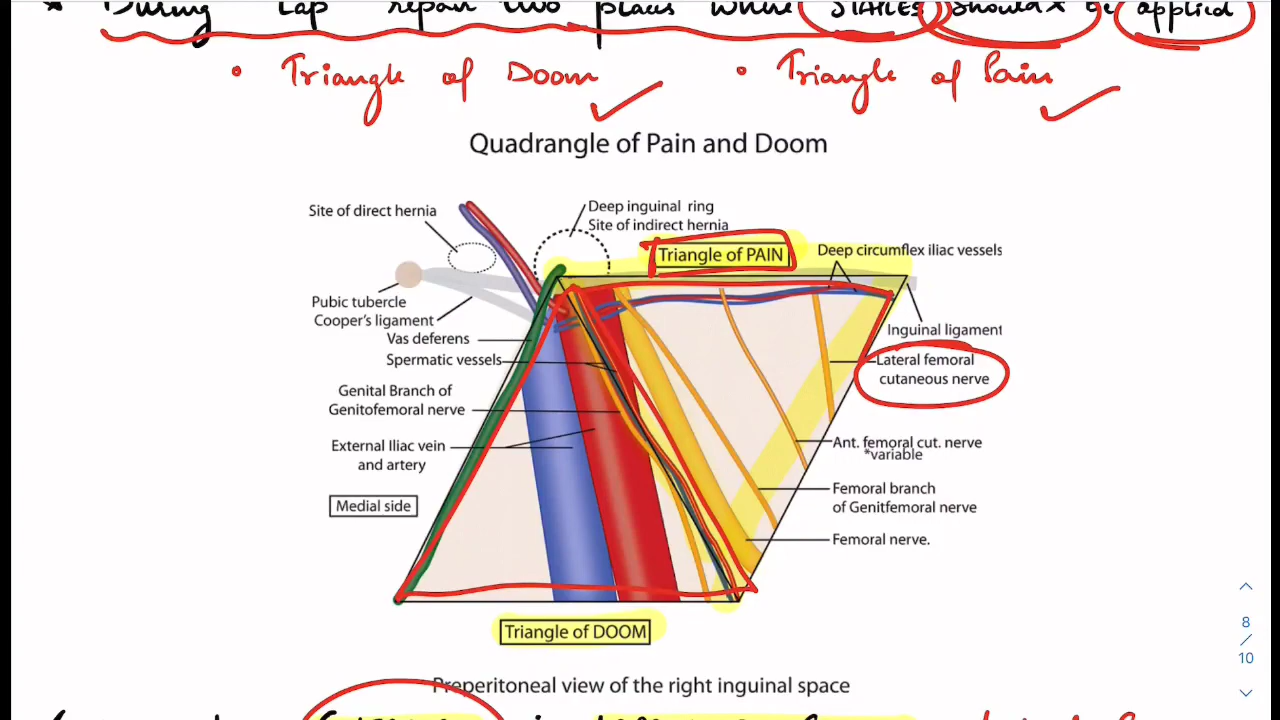 * During Lap repair two places where STAPLES should x be applied
• Triangle of Doom • Triangle of Pain
Quadrangle of Pain and Doom
Site of direct hernia
Deep inguinal ring
Site of indirect hernia
Triangle of PAIN
Deep circumflex iliac vessels
Pubic tubercle
Cooper's ligament
Inguinal ligament
Vas deferens
Spermatic vessels
Lateral femoral
cutaneous nerve
Genital Branch of
Genitofemoral nerve
External Iliac vein
and artery
Ant. femoral cut. nerve
*variable
Medial side
Femoral branch
of Genitfemoral nerve
Femoral nerve.
Triangle of DOOM
Preperitoneal view of the right inguinal space
8
/
10